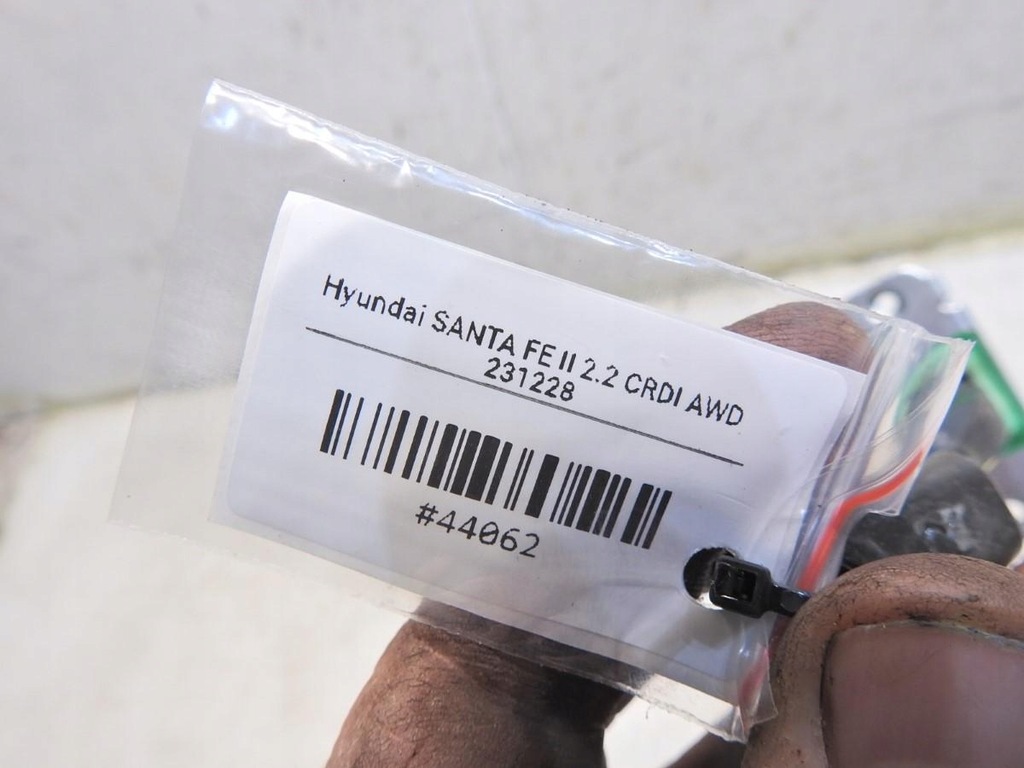 Hyundai SANTA FE II 2.2 CRDI AWD
231228
#44062